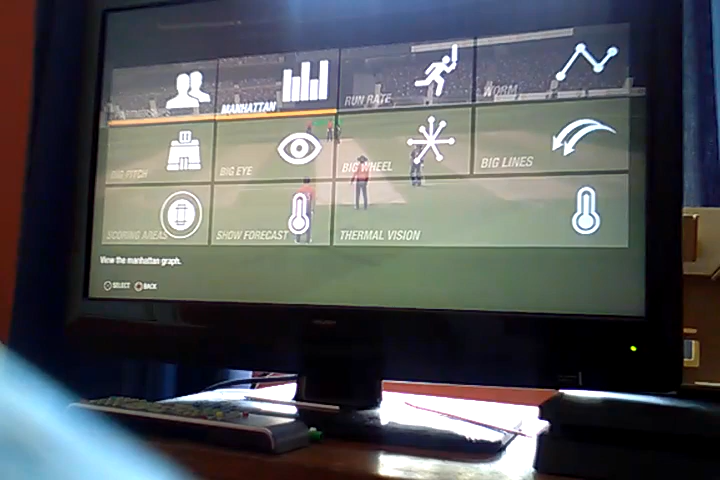 MANHATTAN
RUN RATE
WORM
BIG PITCH
BIG EYE
BIG WHEEL
BIG LINES
SCORING AREAS
SHOW FORECAST
THERMAL VISION
View the manhattan graph.
SELECT BACK